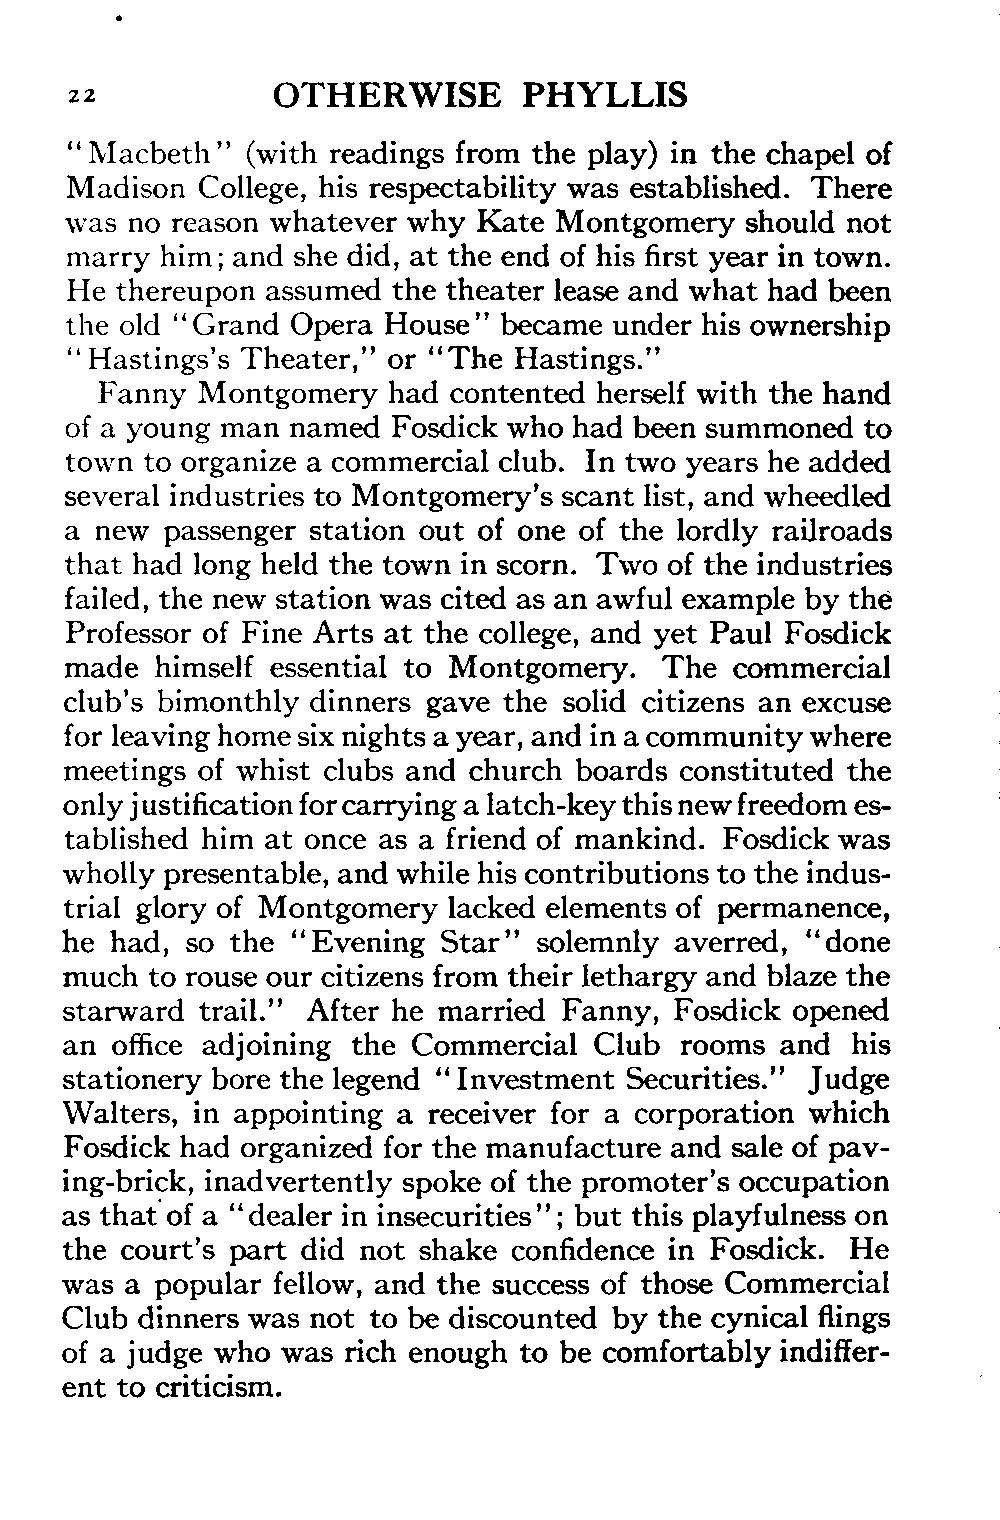 22 OTHERWISE PHYLLIS
"Macbeth" (with readings from the play) in the chapel of
Madison College, his respectability was established. There
was no reason whatever why Kate Montgomery should not
marry him; and she did, at the end of his first year in town.
He thereupon assumed the theater lease and what had been
the old "Grand Opera House" became under his ownership
"Hastings's Theater," or "The Hastings."
Fanny Montgomery had contented herself with the hand
of a young man named Fosdick who had been summoned to
town to organize a commercial club. In two years he added
several industries to Montgomery's scant list, and wheedled
a new passenger station out of one of the lordly railroads
that had long held the town in scorn. Two of the industries
failed, the new station was cited as an awful example by the
Professor of Fine Arts at the college, and yet Paul Fosdick
made himself essential to Montgomery. The commercial
club's bimonthly dinners gave the solid citizens an excuse
for leaving home six nights a year, and in a community where
meetings of whist clubs and church boards constituted the
only justification for carrying a latch-key this new freedom es-
tablished him at once as a friend of mankind. Fosdick was
wholly presentable, and while his contributions to the indus-
trial glory of Montgomery lacked elements of permanence,
he had, so the "Evening Star" solemnly averred, "done
much to rouse our citizens from their lethargy and blaze the
starward trail." After he married Fanny, Fosdick opened
an office adjoining the Commercial Club rooms and his
stationery bore the legend "Investment Securities." Judge
Walters, in appointing a receiver for a corporation which
Fosdick had organized for the manufacture and sale of pav-
ing-brick, inadvertently spoke of the promoter's occupation
as that of a "dealer in insecurities"; but this playfulness on
the court's part did not shake confidence in Fosdick. He
was a popular fellow, and the success of those Commercial
Club dinners was not to be discounted by the cynical flings
of a judge who was rich enough to be comfortably indiffer-
ent to criticism.